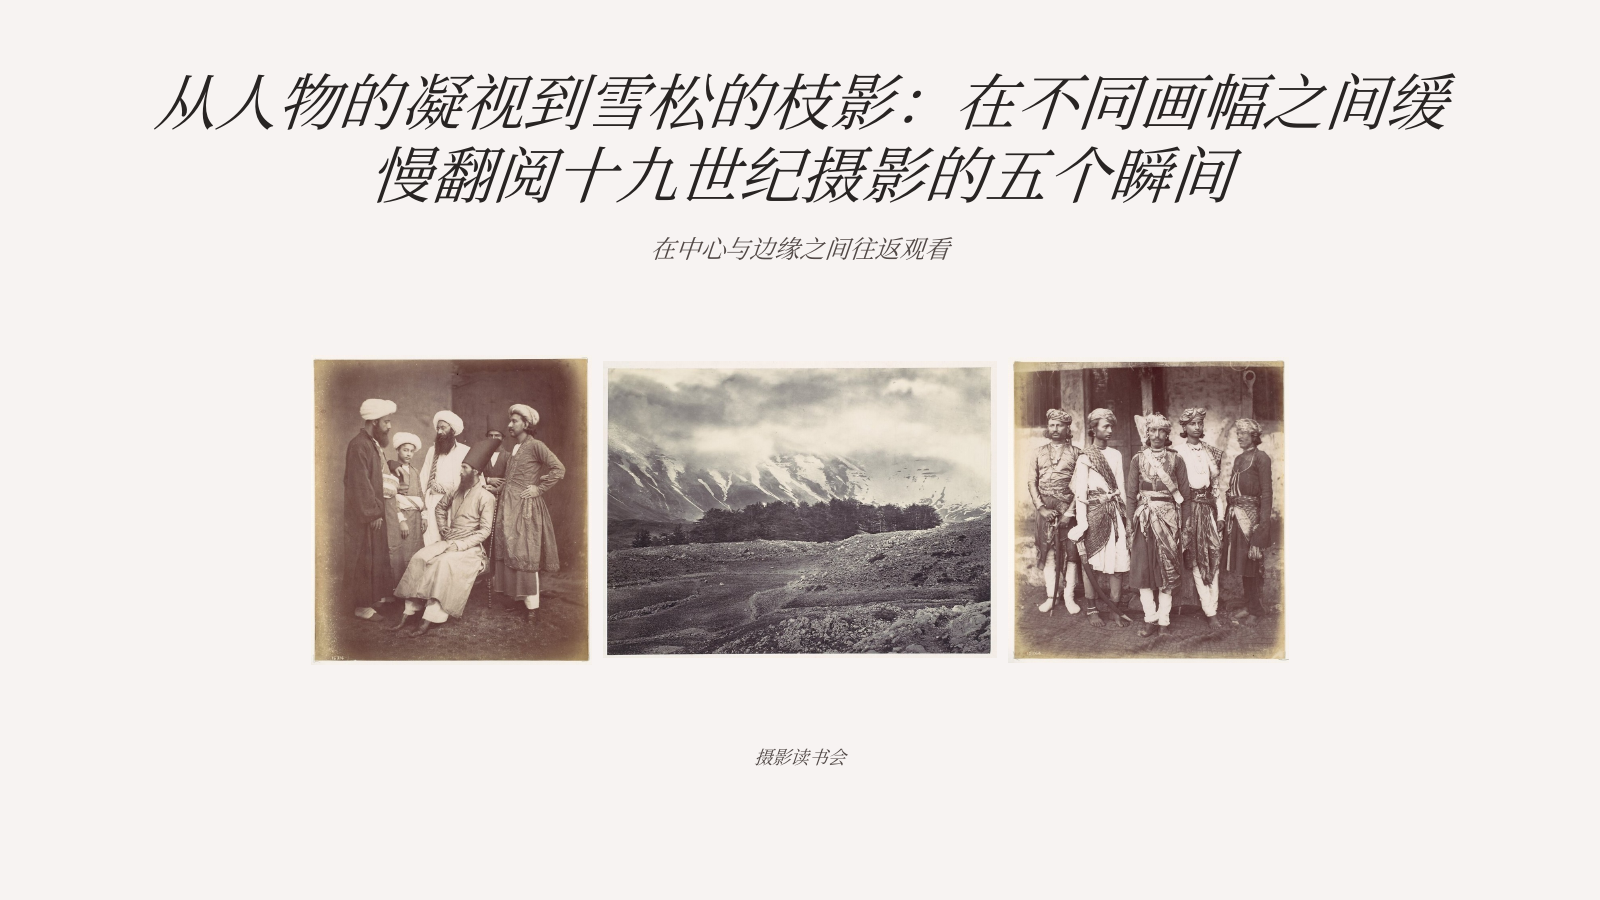 从人物的凝视到雪松的枝影：在不同画幅之间缓
慢翻阅十九世纪摄影的五个瞬间
在中心与边缘之间往返观看
摄影读书会